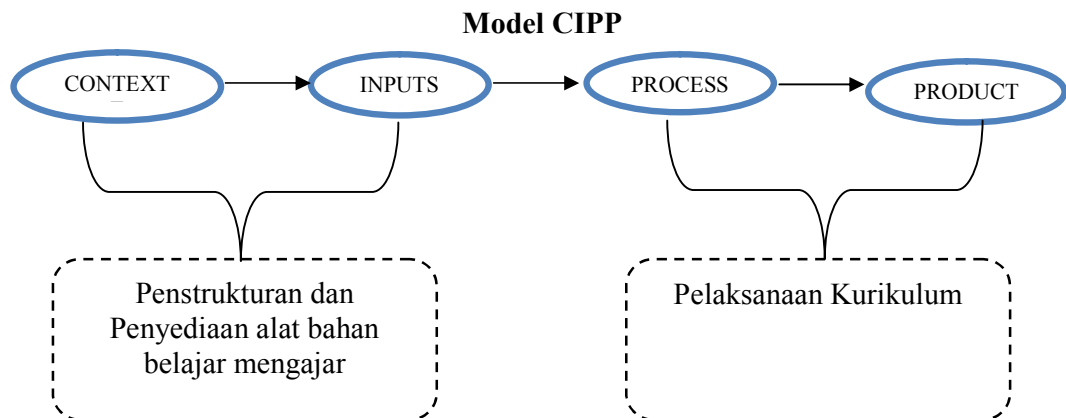 Model CIPP
CONTEXT
INPUTS
PROCESS
PRODUCT
Penstrukturan dan
Penyediaan alat bahan
belajar mengajar
Pelaksanaan Kurikulum